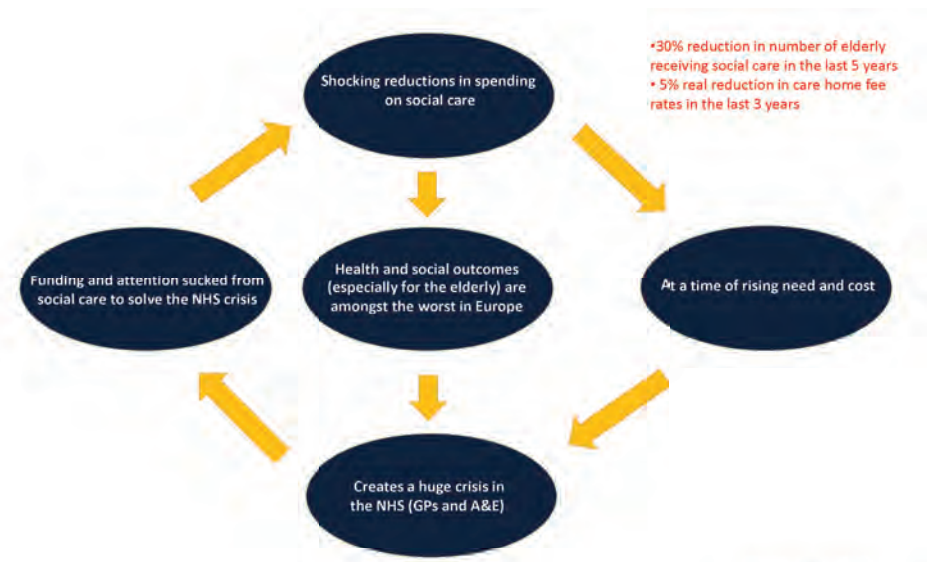 •30% reduction in number of elderly
receiving social care in the last 5 years
• 5% real reduction in care home fee
rates in the last 3 years
Shocking reductions in spending
on social care
Funding and attention sucked from
social care to solve the NHS crisis
Health and social outcomes
(especially for the elderly) are
amongst the worst in Europe
At a time of rising need and cost
Creates a huge crisis in
the NHS (GPs and A&E)